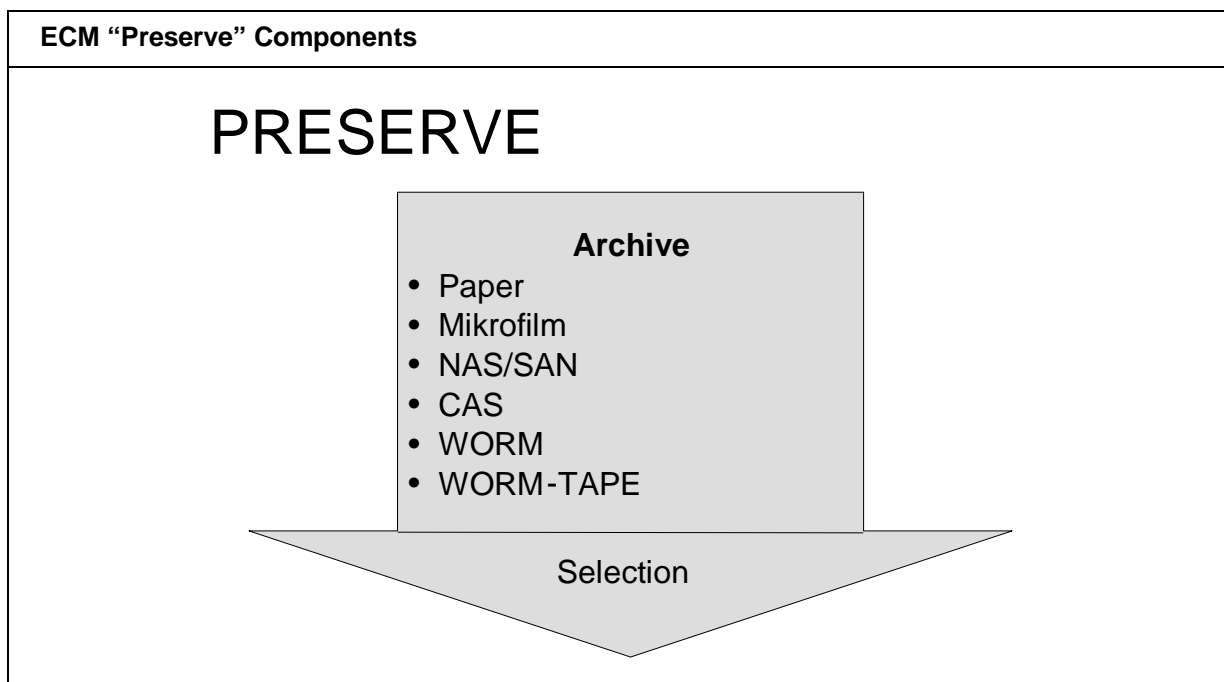 ECM “Preserve” Components
PRESERVE
Archive
• Paper
• Mikrofilm
• NAS/SAN
• CAS
• WORM
• WORM-TAPE
Selection